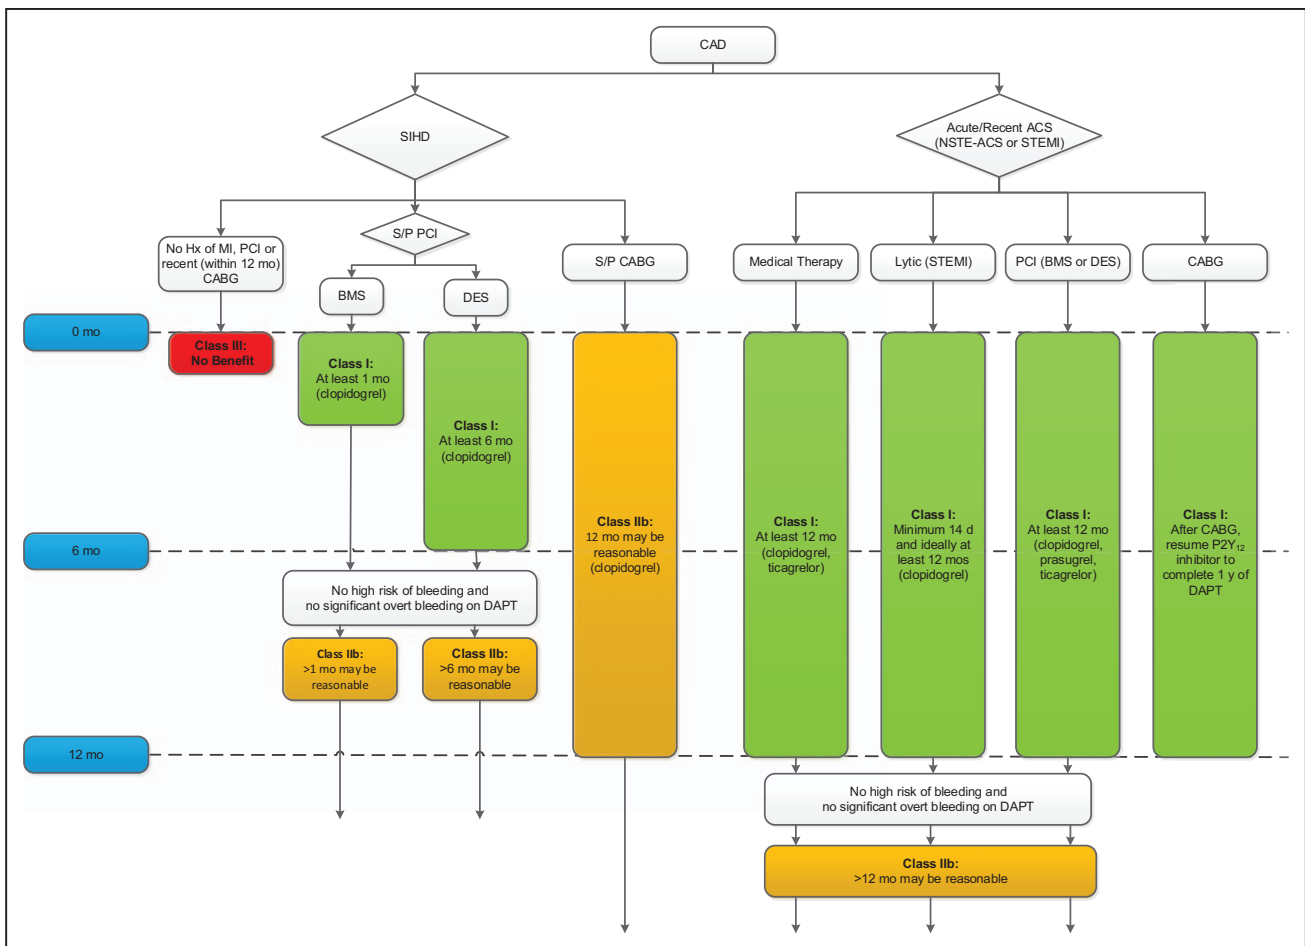 CAD
SIHD
Acute/Recent ACS
(NSTE-ACS or STEMI)
No Hx of MI, PCI or
recent (within 12 mo)
CABG
S/P PCI
S/P CABG
Medical Therapy
Lytic (STEMI)
PCI (BMS or DES)
CABG
BMS
DES
0 mo
Class III:
No Benefit
Class I:
At least 1 mo
(clopidogrel)
Class I:
At least 6 mo
(clopidogrel)
Class IIb:
12 mo may be
reasonable
(clopidogrel)
Class I:
At least 12 mo
(clopidogrel,
ticagrelor)
Class I:
Minimum 14 d
and ideally at
least 12 mos
(clopidogrel)
Class I:
At least 12 mo
(clopidogrel,
prasugrel,
ticagrelor)
Class I:
After CABG,
resume P2Y₁₂
inhibitor to
complete 1 y of
DAPT
6 mo
No high risk of bleeding and
no significant overt bleeding on DAPT
Class IIb:
>1 mo may be
reasonable
Class IIb:
>6 mo may be
reasonable
12 mo
No high risk of bleeding and
no significant overt bleeding on DAPT
Class IIb:
>12 mo may be reasonable